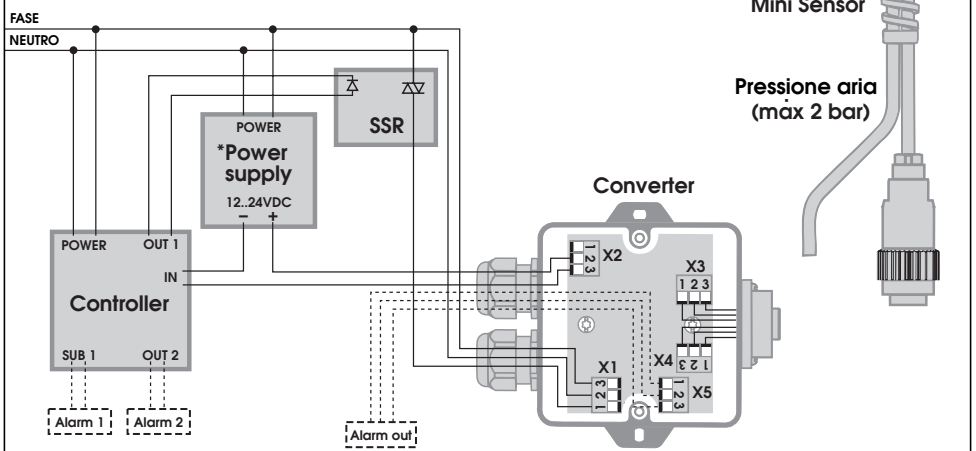 FASE
NEUTRO
Mini Sensor
Pressione aria
(max 2 bar)
SSR
POWER
*Power
supply
12..24VDC
− +
Converter
POWER OUT 1
IN
Controller
SUB 1 OUT 2
Alarm 1 Alarm 2
Alarm out
1
2
3
X2
X3
1 2 3
X4
3 2 1
X1
3
2
1
X5
1
2
3